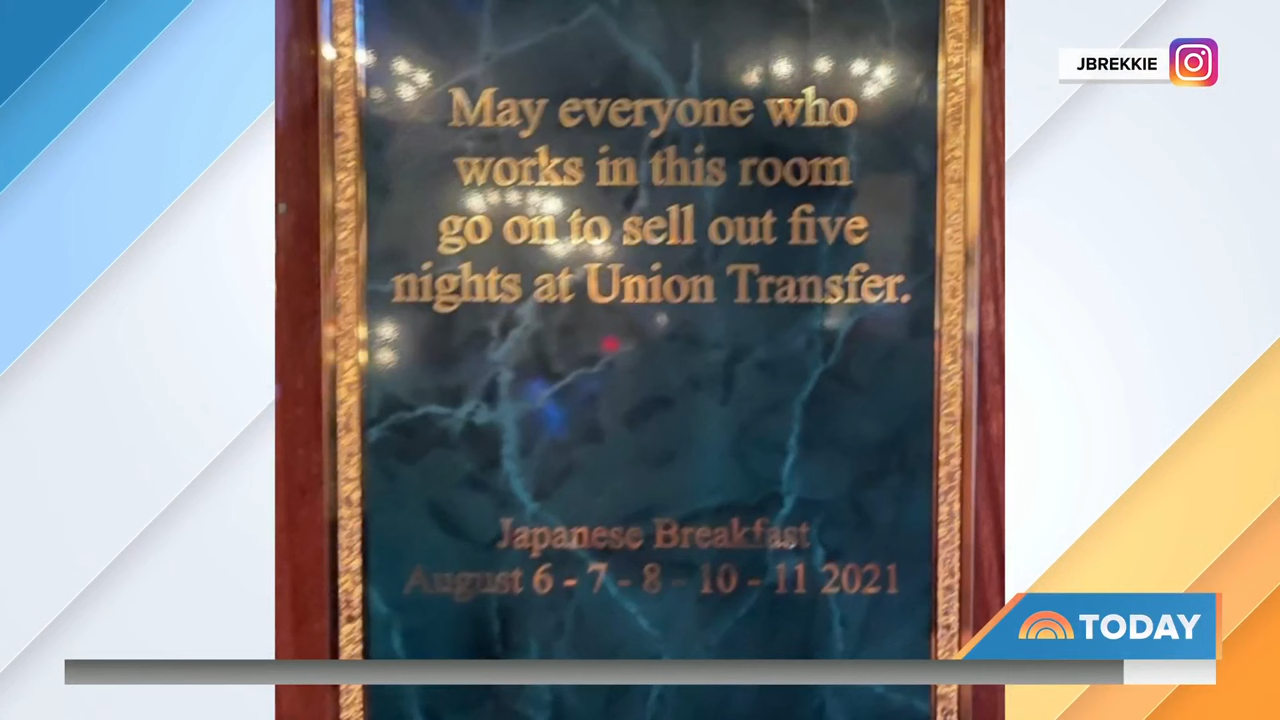 JBREKKIE
May everyone who
works in this room
go on to sell out five
nights at Union Transfer.
Japanese Breakfast
August 6 - 7 - 8 - 10 - 11 2021
TODAY